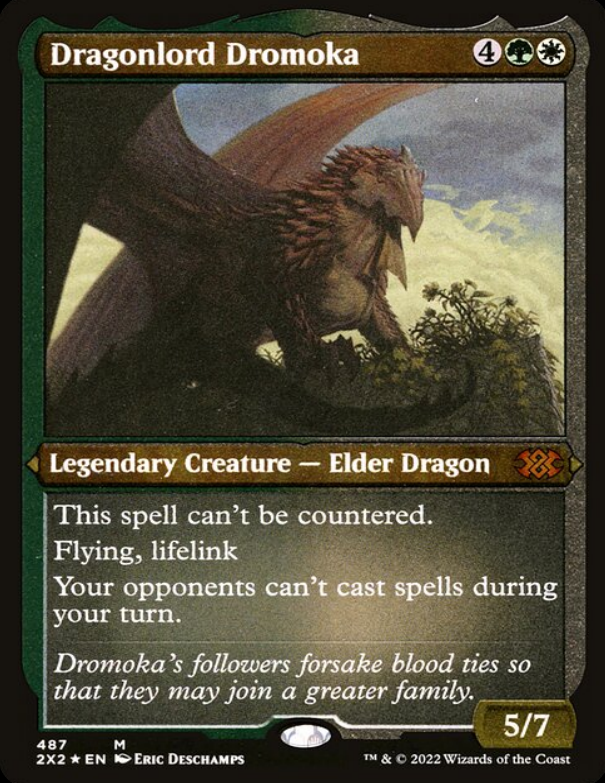 Dragonlord Dromoka 4
Legendary Creature — Elder Dragon
This spell can't be countered.
Flying, lifelink
Your opponents can't cast spells during
your turn.
Dromoka's followers forsake blood ties so
that they may join a greater family.
5/7
487 M
2X2 ★ EN Eric Deschamps
™ & © 2022 Wizards of the Coast